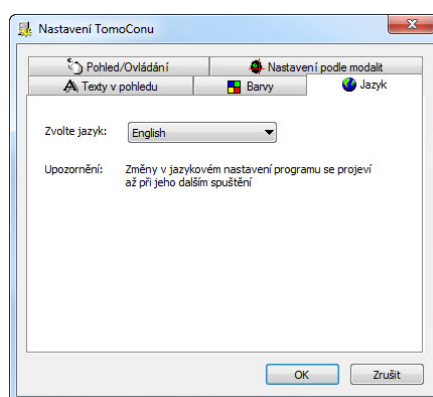 Nastavení TomoConu
Pohled/Ovládání
Nastavení podle modalit
Texty v pohledu
Barvy
Jazyk
Zvolte jazyk:
English
Upozornění:
Změny v jazykovém nastavení programu se projeví
až při jeho dalším spuštění
OK
Zrušit